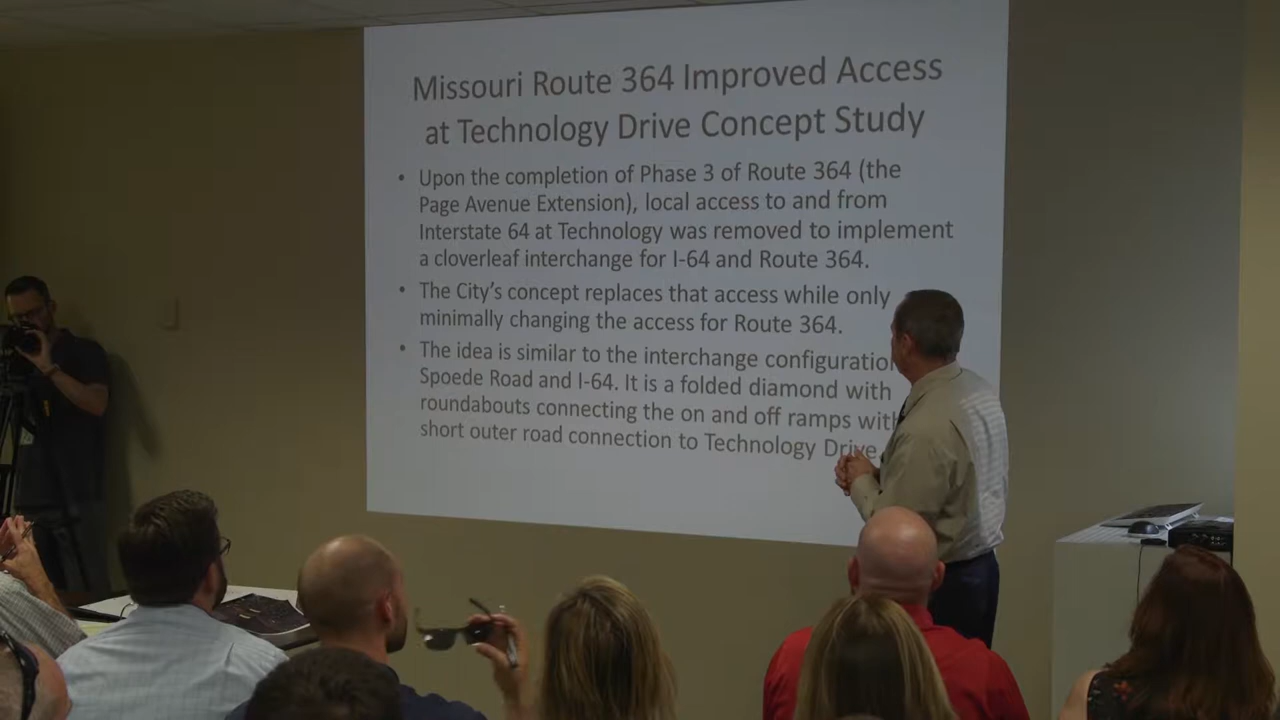 Missouri Route 364 Improved Access
at Technology Drive Concept Study
• Upon the completion of Phase 3 of Route 364 (the
Page Avenue Extension), local access to and from
Interstate 64 at Technology was removed to implement
a cloverleaf interchange for I-64 and Route 364.
• The City's concept replaces that access while only
minimally changing the access for Route 364.
• The idea is similar to the interchange configuration
Spoede Road and I-64. It is a folded diamond with
roundabouts connecting the on and off ramps with
short outer road connection to Technology Drive.